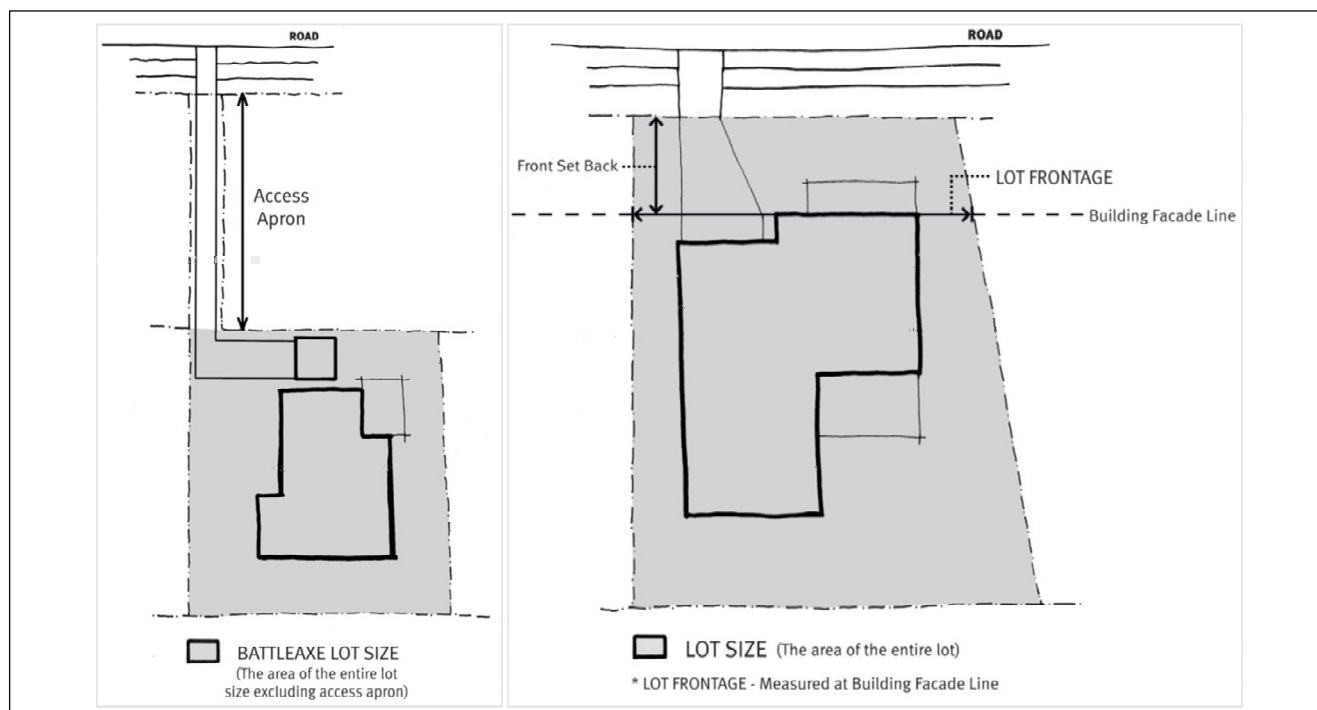 ROAD
Access
Apron
BATTLEAXE LOT SIZE
(The area of the entire lot
size excluding access apron)
ROAD
Front Set Back
LOT FRONTAGE
Building Facade Line
LOT SIZE (The area of the entire lot)
* LOT FRONTAGE - Measured at Building Facade Line